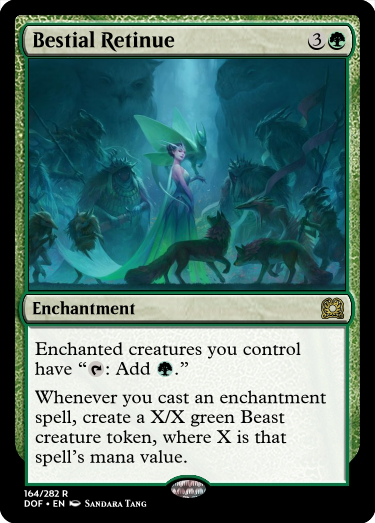 Bestial Retinue 3
Enchantment
Enchanted creatures you control
have “: Add .”
Whenever you cast an enchantment
spell, create a X/X green Beast
creature token, where X is that
spell’s mana value.
164/282 R
DOF • EN Sandara Tang